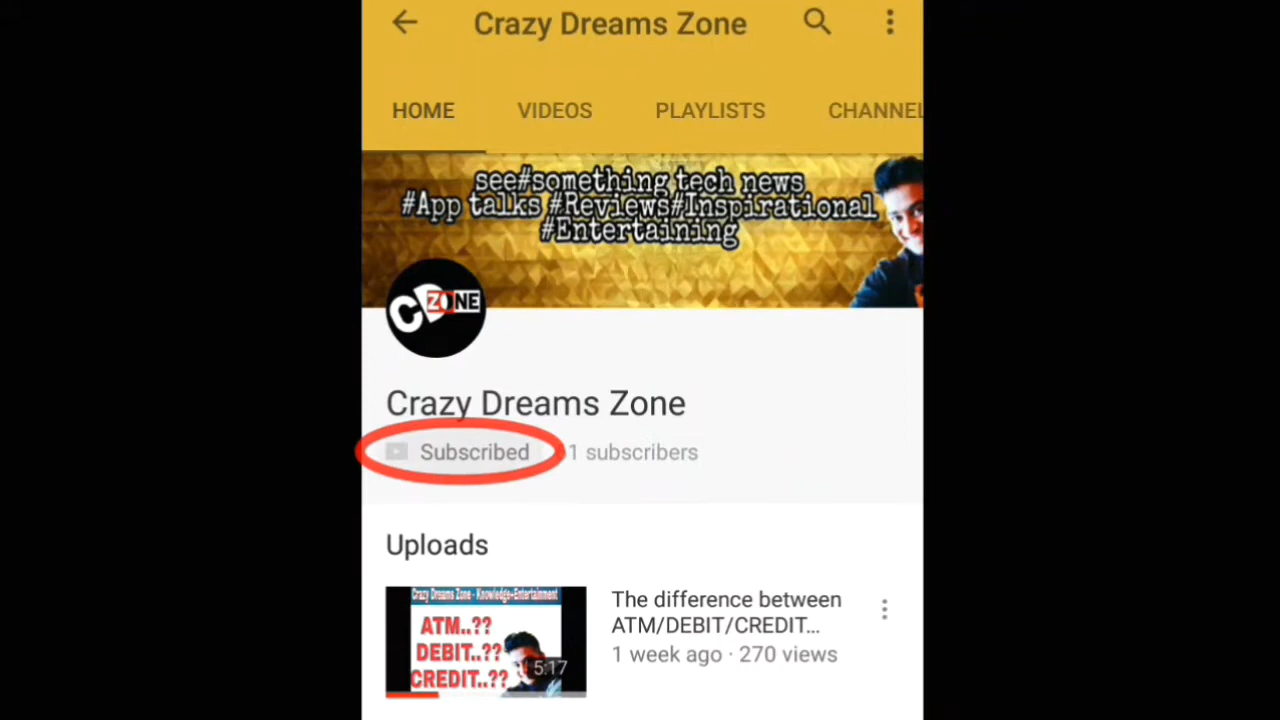 Crazy Dreams Zone
HOME VIDEOS PLAYLISTS CHANNEL
see#something tech news
#App talks #Reviews#Inspirational
#Entertaining
CD ZONE
Crazy Dreams Zone
Subscribed 1 subscribers
Uploads
Crazy Dreams Zone - Knowledge+Entertainment
ATM..??
DEBIT..??
CREDIT..??
5:17
The difference between
ATM/DEBIT/CREDIT...
1 week ago · 270 views